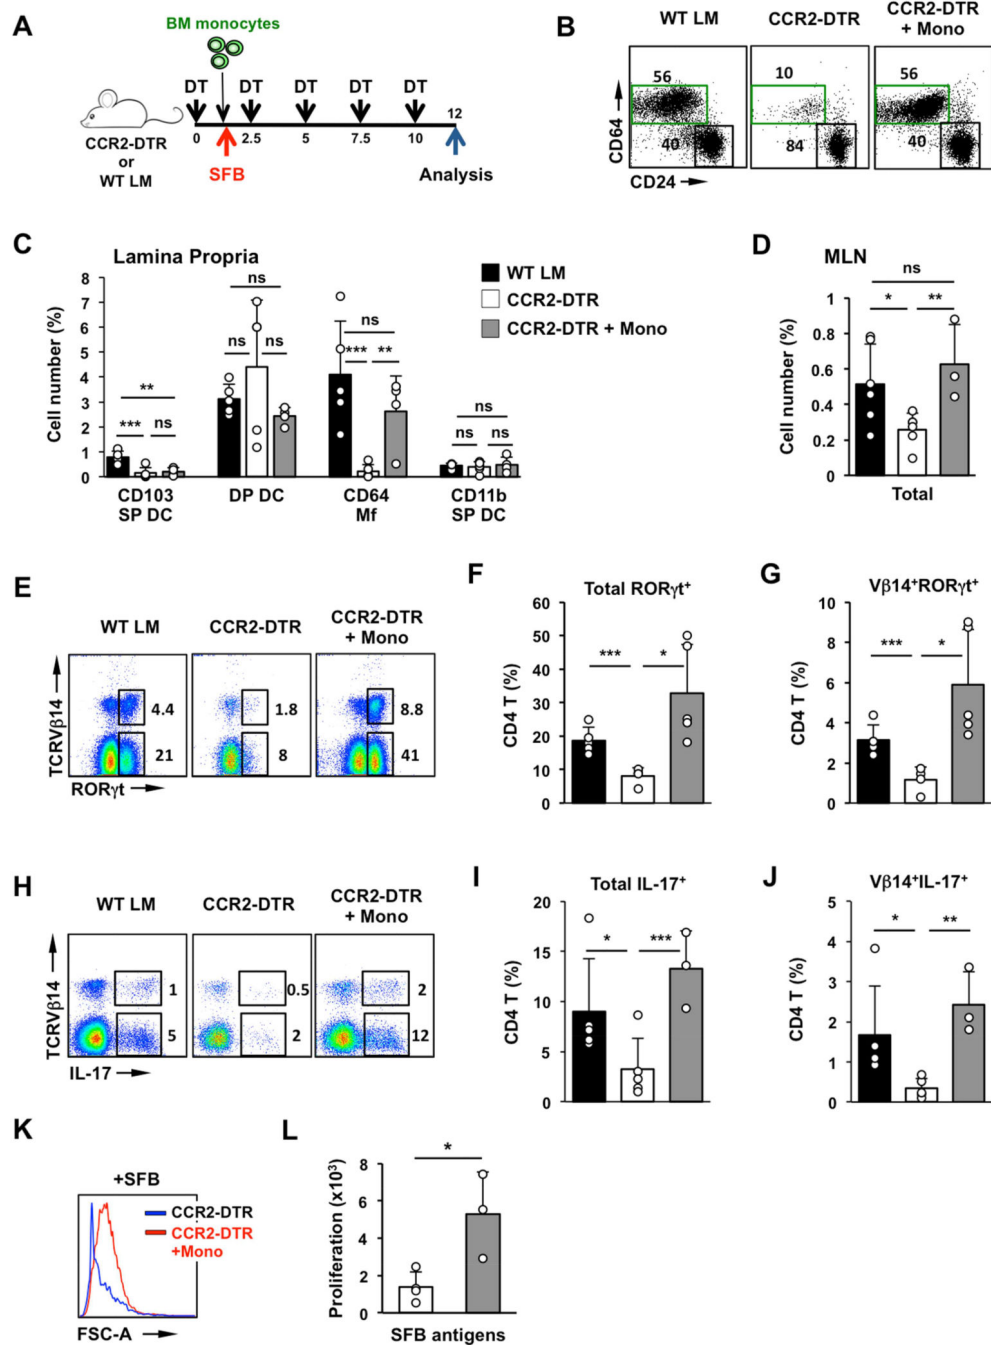 A
BM monocytes
DT DT DT DT DT
0 2.5 5 7.5 10 12
CCR2-DTR
or
WT LM
SFB
Analysis
B
WT LM CCR2-DTR CCR2-DTR
+ Mono
56 10 56
40 84 40
CD64
CD24
C
Lamina Propria
WT LM
CCR2-DTR
CCR2-DTR + Mono
Cell number (%)
8
7
6
5
4
3
2
1
0
** *** ns
ns ns ns
ns *** **
ns ns ns
CD103
SP DC
DP DC
CD64
Mf
CD11b
SP DC
D
MLN
ns
* **
Cell number (%)
1
0.8
0.6
0.4
0.2
0
Total
E
WT LM CCR2-DTR CCR2-DTR
+ Mono
4.4 1.8 8.8
21 8 41
TCRVβ14
RORγt
F
Total RORγt+
*** *
CD4 T (%)
60
50
40
30
20
10
0
G
Vβ14+RORγt+
*** *
CD4 T (%)
10
8
6
4
2
0
H
WT LM CCR2-DTR CCR2-DTR
+ Mono
1 0.5 2
5 2 12
TCRVβ14
IL-17
I
Total IL-17+
* ***
CD4 T (%)
20
15
10
5
0
J
Vβ14+IL-17+
* **
CD4 T (%)
5
4
3
2
1
0
K
+SFB
CCR2-DTR
CCR2-DTR
+Mono
FSC-A
L
*
Proliferation (x10³)
8
6
4
2
0
SFB antigens